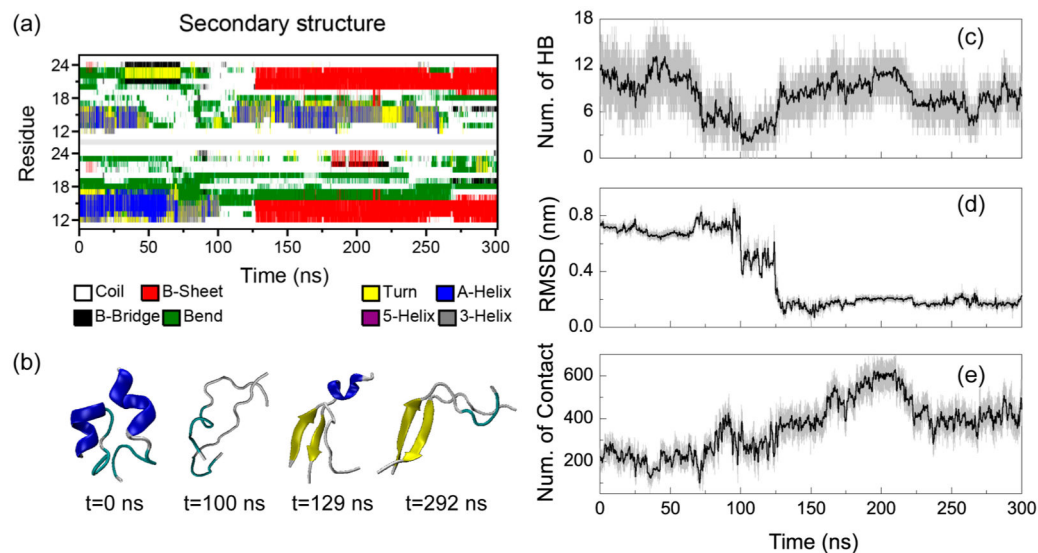 (a)
Secondary structure
Residue
24
18
12
24
18
12
0 50 100 150 200 250 300
Time (ns)
Coil B-Sheet Turn A-Helix
B-Bridge Bend 5-Helix 3-Helix
(b)
t=0 ns t=100 ns t=129 ns t=292 ns
(c)
Num. of HB
18
12
6
0
(d)
RMSD (nm)
0.8
0.4
0.0
(e)
Num. of Contact
600
400
200
0 50 100 150 200 250 300
Time (ns)